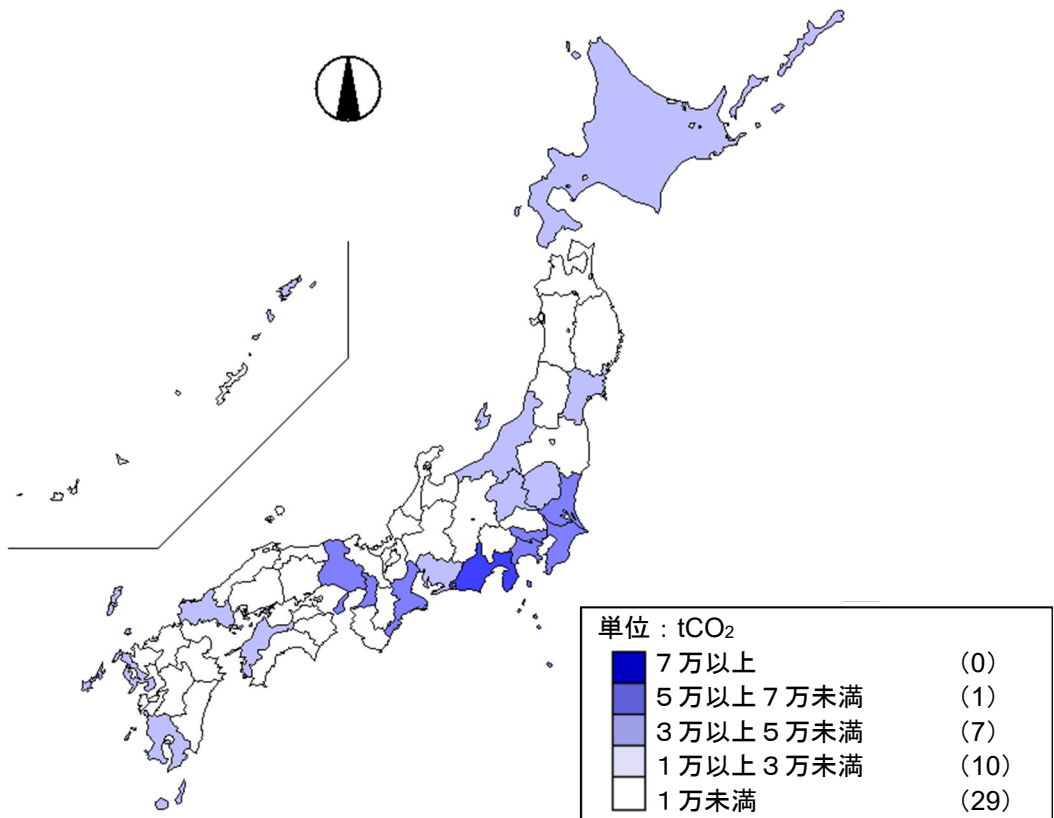 単位：tCO₂
７万以上 （0）
５万以上７万未満 （1）
３万以上５万未満 （7）
１万以上３万未満 （10）
１万未満 （29）